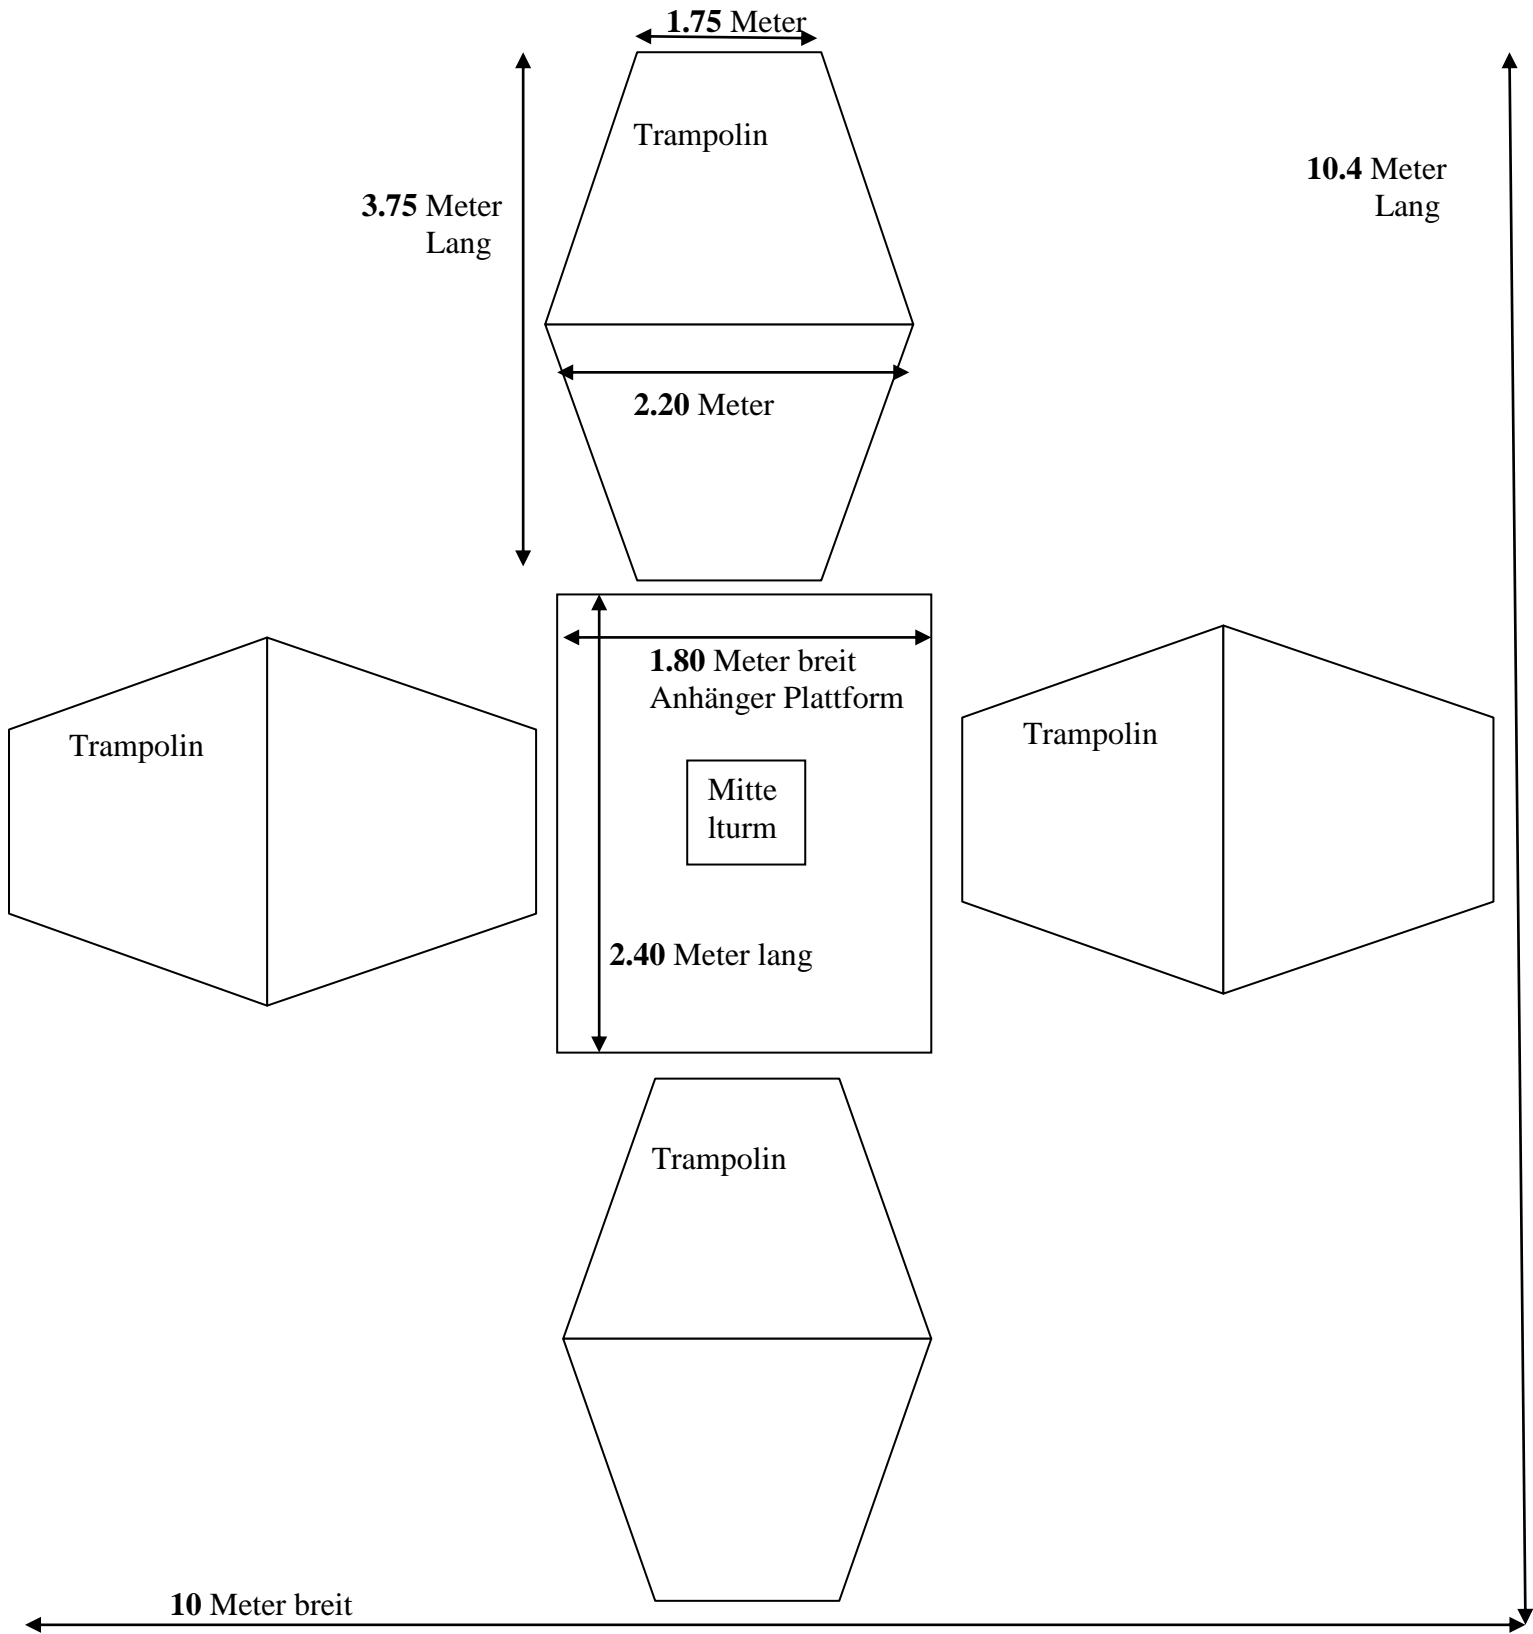 1.75 Meter
Trampolin
10.4 Meter
Lang
3.75 Meter
Lang
2.20 Meter
1.80 Meter breit
Anhänger Plattform
Trampolin
Trampolin
Mitte
lturm
2.40 Meter lang
Trampolin
10 Meter breit